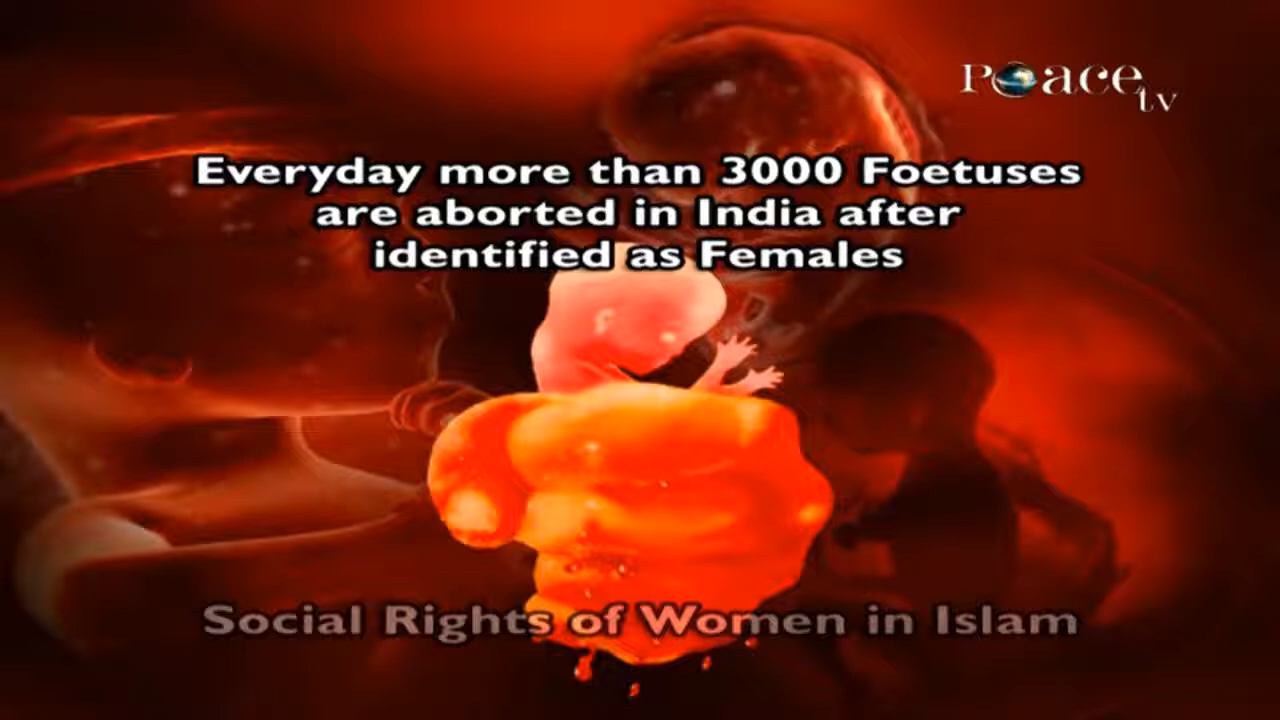 Peace tv
Everyday more than 3000 Foetuses
are aborted in India after
identified as Females
Social Rights of Women in Islam